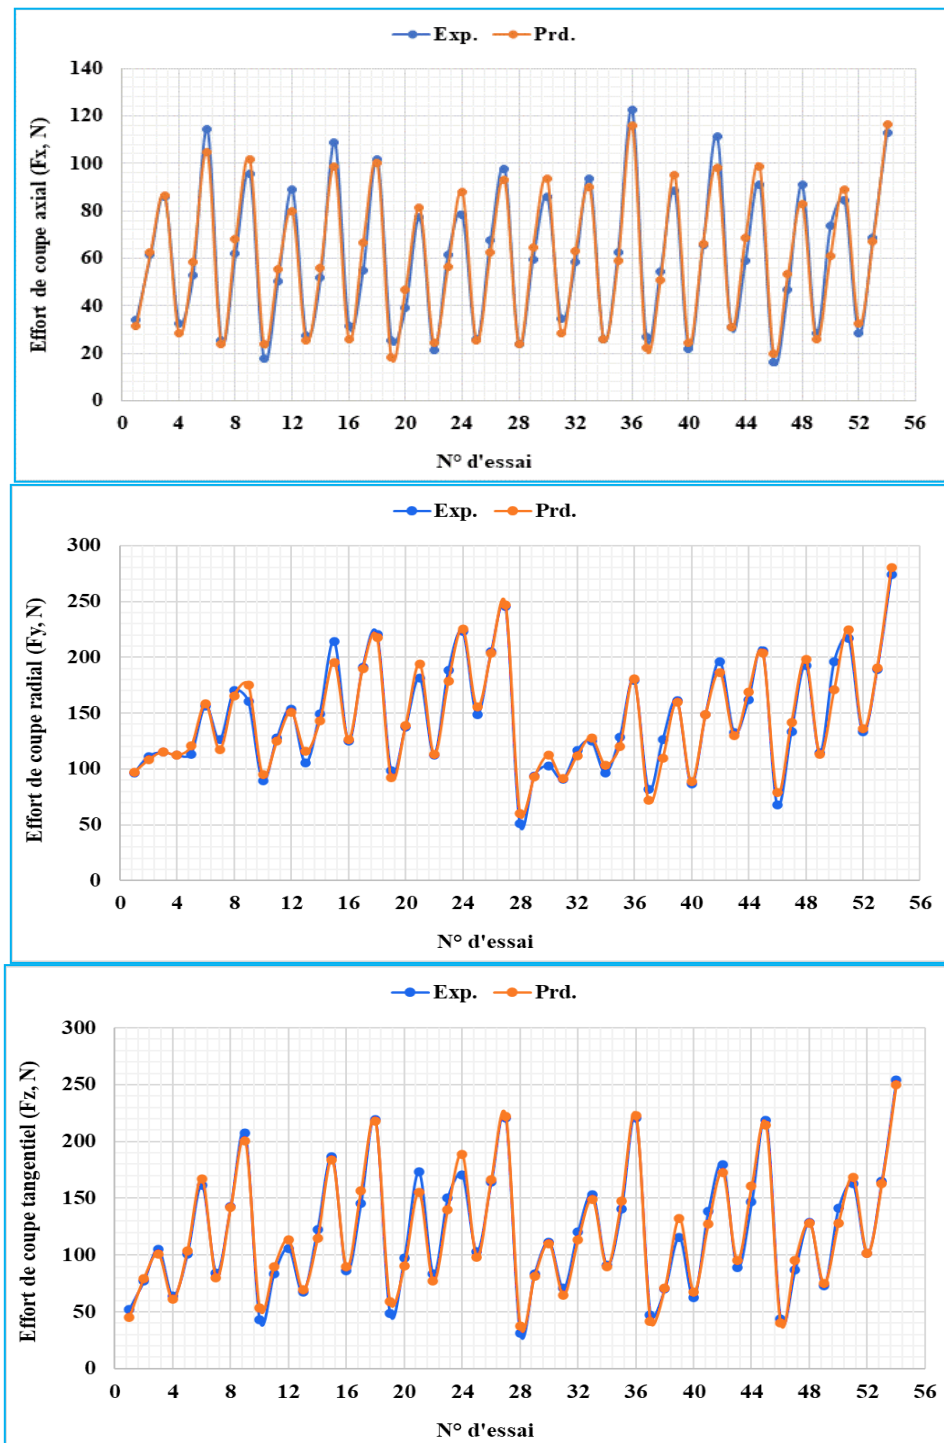 Exp. Prd.
Effort de coupe axial (Fx, N)
140
120
100
80
60
40
20
0
0 4 8 12 16 20 24 28 32 36 40 44 48 52 56
N° d'essai
Exp. Prd.
Effort de coupe radial (Fy, N)
300
250
200
150
100
50
0
0 4 8 12 16 20 24 28 32 36 40 44 48 52 56
N° d'essai
Exp. Prd.
Effort de coupe tangentiel (Fz, N)
300
250
200
150
100
50
0
0 4 8 12 16 20 24 28 32 36 40 44 48 52 56
N° d'essai